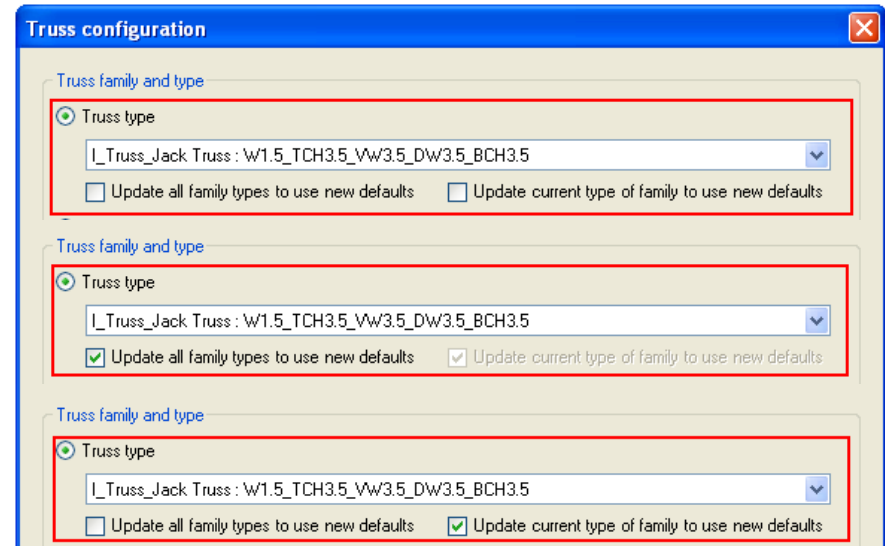 Truss configuration
Truss family and type
Truss type
I_Truss_Jack Truss : W1.5_TCH3.5_VW3.5_DW3.5_BCH3.5
Update all family types to use new defaults Update current type of family to use new defaults
Truss family and type
Truss type
I_Truss_Jack Truss : W1.5_TCH3.5_VW3.5_DW3.5_BCH3.5
Update all family types to use new defaults Update current type of family to use new defaults
Truss family and type
Truss type
I_Truss_Jack Truss : W1.5_TCH3.5_VW3.5_DW3.5_BCH3.5
Update all family types to use new defaults Update current type of family to use new defaults